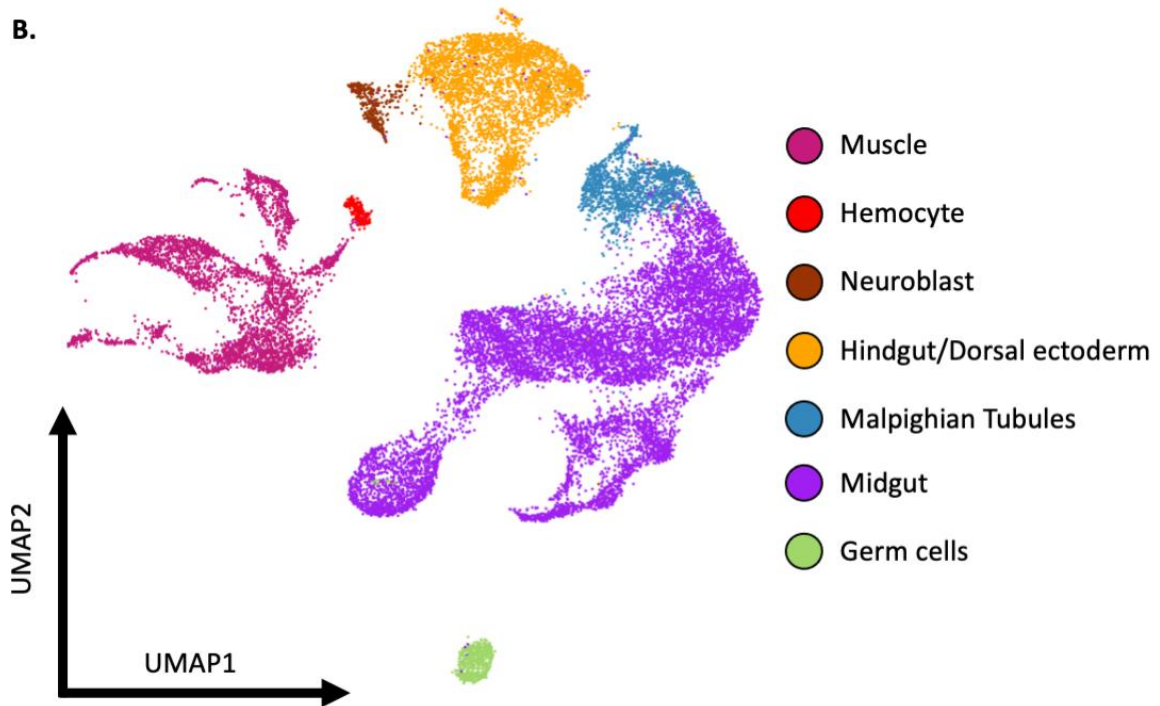 B.
Muscle
Hemocyte
Neuroblast
Hindgut/Dorsal ectoderm
Malpighian Tubules
Midgut
Germ cells
UMAP2
UMAP1